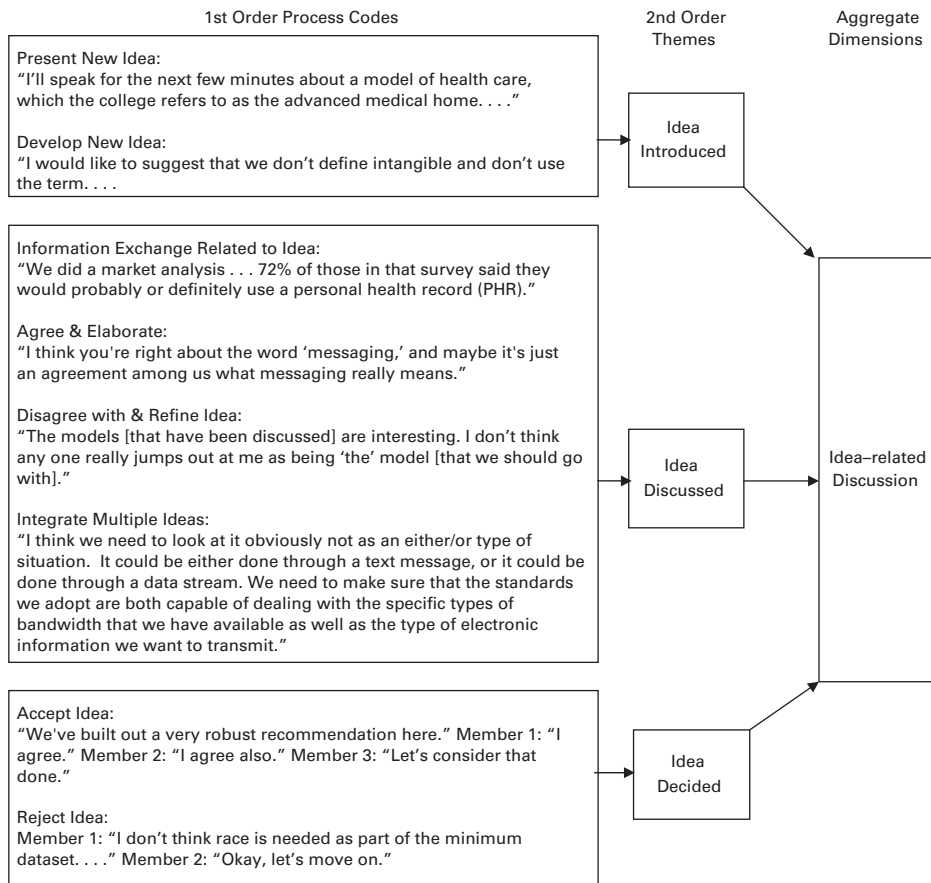 1st Order Process Codes
2nd Order
Themes
Aggregate
Dimensions
Present New Idea:
“I’ll speak for the next few minutes about a model of health care,
which the college refers to as the advanced medical home. . . .”
Develop New Idea:
“I would like to suggest that we don’t define intangible and don’t use
the term. . . .
Idea
Introduced
Information Exchange Related to Idea:
“We did a market analysis . . . 72% of those in that survey said they
would probably or definitely use a personal health record (PHR).”
Agree & Elaborate:
“I think you're right about the word ‘messaging,’ and maybe it's just
an agreement among us what messaging really means.”
Disagree with & Refine Idea:
“The models [that have been discussed] are interesting. I don’t think
any one really jumps out at me as being ‘the’ model [that we should go
with].”
Integrate Multiple Ideas:
“I think we need to look at it obviously not as an either/or type of
situation.  It could be either done through a text message, or it could be
done through a data stream. We need to make sure that the standards
we adopt are both capable of dealing with the specific types of
bandwidth that we have available as well as the type of electronic
information we want to transmit.”
Idea
Discussed
Idea–related
Discussion
Accept Idea:
“We've built out a very robust recommendation here.” Member 1: “I
agree.” Member 2: “I agree also.” Member 3: “Let’s consider that
done.”
Reject Idea:
Member 1: “I don’t think race is needed as part of the minimum
dataset. . . .” Member 2: “Okay, let’s move on.”
Idea
Decided